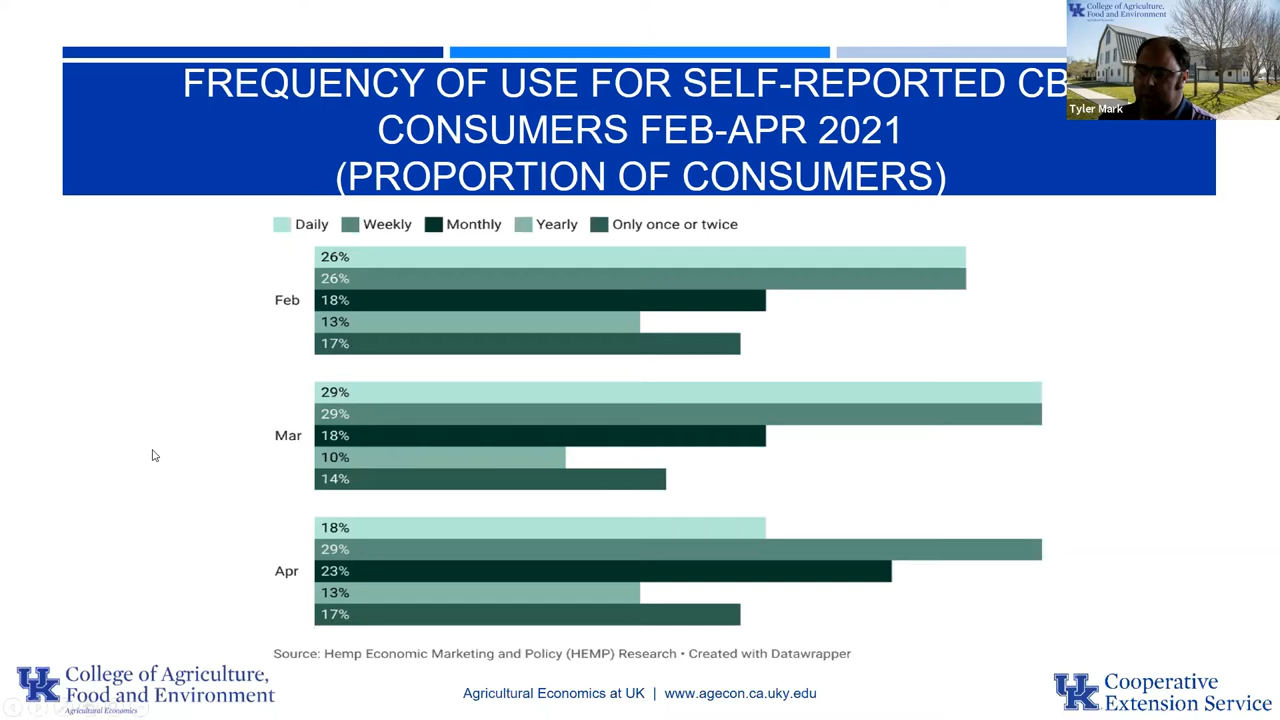 UK College of Agriculture,
Food and Environment
FREQUENCY OF USE FOR SELF-REPORTED CB
CONSUMERS FEB-APR 2021
(PROPORTION OF CONSUMERS)
Tyler Mark
Daily Weekly Monthly Yearly Only once or twice
Feb
26%
26%
18%
13%
17%
Mar
29%
29%
18%
10%
14%
Apr
18%
29%
23%
13%
17%
Source: Hemp Economic Marketing and Policy (HEMP) Research • Created with Datawrapper
UK College of Agriculture,
Food and Environment
Agricultural Economics
Agricultural Economics at UK | www.agecon.ca.uky.edu
UK Cooperative
Extension Service